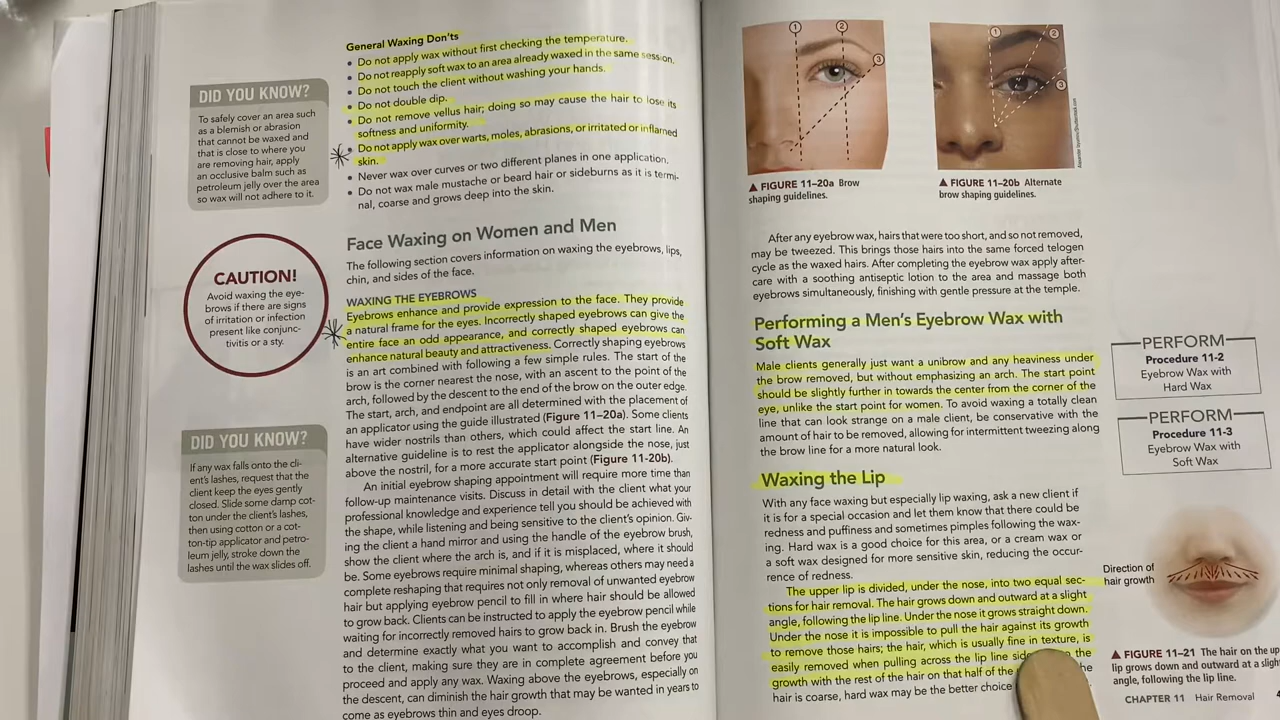 General Waxing Don'ts
• Do not apply wax without first checking the temperature.
• Do not reapply soft wax to an area already waxed in the same session.
• Do not touch the client without washing your hands.
• Do not double dip.
• Do not remove vellus hair; doing so may cause the hair to lose its
softness and uniformity.
• Do not apply wax over warts, moles, abrasions, or irritated or inflamed
skin.
• Never wax over curves or two different planes in one application.
• Do not wax male mustache or beard hair or sideburns as it is termi-
nal, coarse and grows deep into the skin.
DID YOU KNOW?
To safely cover an area such
as a blemish or abrasion
that cannot be waxed and
that is close to where you
are removing hair, apply
an occlusive balm such as
petroleum jelly over the area
so wax will not adhere to it.
CAUTION!
Avoid waxing the eye-
brows if there are signs
of irritation or infection
present like conjunc-
tivitis or a sty.
DID YOU KNOW?
If any wax falls onto the cli-
ent's lashes, request that the
client keep the eyes gently
closed. Slide some damp cot-
ton under the client's lashes,
then using cotton or a cot-
ton-tip applicator and petro-
leum jelly, stroke down the
lashes until the wax slides off.
Face Waxing on Women and Men
The following section covers information on waxing the eyebrows, lips,
chin, and sides of the face.
WAXING THE EYEBROWS
Eyebrows enhance and provide expression to the face. They provide
a natural frame for the eyes. Incorrectly shaped eyebrows can give the
entire face an odd appearance, and correctly shaped eyebrows can
enhance natural beauty and attractiveness. Correctly shaping eyebrows
is an art combined with following a few simple rules. The start of the
brow is the corner nearest the nose, with an ascent to the point of the
arch, followed by the descent to the end of the brow on the outer edge.
The start, arch, and endpoint are all determined with the placement of
an applicator using the guide illustrated (Figure 11–20a). Some clients
have wider nostrils than others, which could affect the start line. An
alternative guideline is to rest the applicator alongside the nose, just
above the nostril, for a more accurate start point (Figure 11-20b).
An initial eyebrow shaping appointment will require more time than
follow-up maintenance visits. Discuss in detail with the client what your
professional knowledge and experience tell you should be achieved with
the shape, while listening and being sensitive to the client's opinion. Giv-
ing the client a hand mirror and using the handle of the eyebrow brush,
show the client where the arch is, and if it is misplaced, where it should
be. Some eyebrows require minimal shaping, whereas others may need a
complete reshaping that requires not only removal of unwanted eyebrow
hair but applying eyebrow pencil to fill in where hair should be allowed
to grow back. Clients can be instructed to apply the eyebrow pencil while
waiting for incorrectly removed hairs to grow back in. Brush the eyebrow
and determine exactly what you want to accomplish and convey that
to the client, making sure they are in complete agreement before you
proceed and apply any wax. Waxing above the eyebrows, especially on
the descent, can diminish the hair growth that may be wanted in years to
come as eyebrows thin and eyes droop.
1
2
3
1
2
3
▲ FIGURE 11–20a Brow
shaping guidelines.
▲ FIGURE 11–20b Alternate
brow shaping guidelines.
After any eyebrow wax, hairs that were too short, and so not removed,
may be tweezed. This brings those hairs into the same forced telogen
cycle as the waxed hairs. After completing the eyebrow wax apply after-
care with a soothing antiseptic lotion to the area and massage both
eyebrows simultaneously, finishing with gentle pressure at the temple.
Performing a Men's Eyebrow Wax with
Soft Wax
Male clients generally just want a unibrow and any heaviness under
the brow removed, but without emphasizing an arch. The start point
should be slightly further in towards the center from the corner of the
eye, unlike the start point for women. To avoid waxing a totally clean
line that can look strange on a male client, be conservative with the
amount of hair to be removed, allowing for intermittent tweezing along
the brow line for a more natural look.
PERFORM
Procedure 11-2
Eyebrow Wax with
Hard Wax
PERFORM
Procedure 11-3
Eyebrow Wax with
Soft Wax
Waxing the Lip
With any face waxing but especially lip waxing, ask a new client if
it is for a special occasion and let them know that there could be
redness and puffiness and sometimes pimples following the wax-
ing. Hard wax is a good choice for this area, or a cream wax or
a soft wax designed for more sensitive skin, reducing the occur-
rence of redness.
The upper lip is divided, under the nose, into two equal sec-
tions for hair removal. The hair grows down and outward at a slight
angle, following the lip line. Under the nose it grows straight down.
Under the nose it is impossible to pull the hair against its growth
to remove those hairs; the hair, which is usually fine in texture, is
easily removed when pulling across the lip line the
growth with the rest of the hair on that half of the
hair is coarse, hard wax may be the better choice
Direction of
hair growth
▲ FIGURE 11–21 The hair on the up
lip grows down and outward at a sligh
angle, following the lip line.
CHAPTER 11 Hair Removal